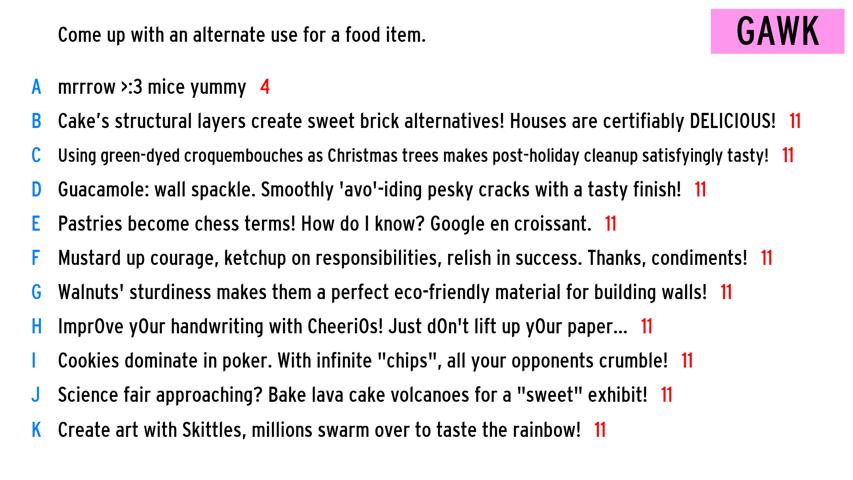 Come up with an alternate use for a food item.
GAWK
A mrrrow >:3 mice yummy 4
B Cake's structural layers create sweet brick alternatives! Houses are certifiably DELICIOUS! 11
C Using green-dyed croquembouches as Christmas trees makes post-holiday cleanup satisfyingly tasty! 11
D Guacamole: wall spackle. Smoothly 'avo'-iding pesky cracks with a tasty finish! 11
E Pastries become chess terms! How do I know? Google en croissant. 11
F Mustard up courage, ketchup on responsibilities, relish in success. Thanks, condiments! 11
G Walnuts' sturdiness makes them a perfect eco-friendly material for building walls! 11
H Impr0ve y0ur handwriting with Cheeri0s! Just d0n't lift up y0ur paper... 11
I Cookies dominate in poker. With infinite "chips", all your opponents crumble! 11
J Science fair approaching? Bake lava cake volcanoes for a "sweet" exhibit! 11
K Create art with Skittles, millions swarm over to taste the rainbow! 11